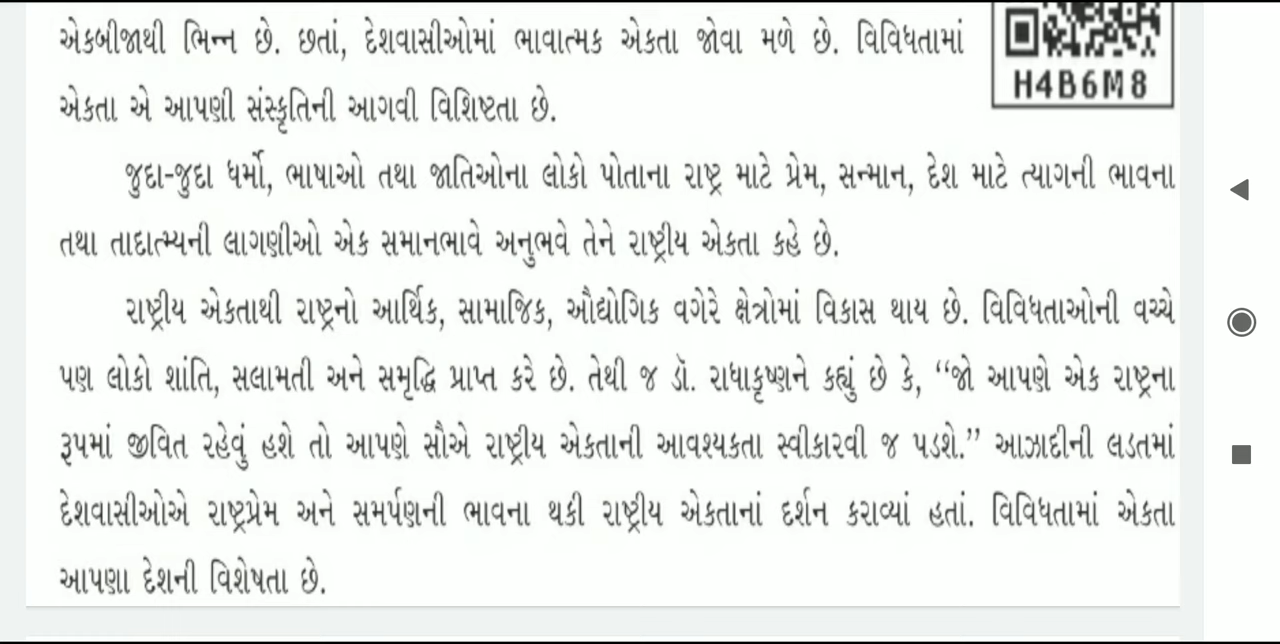 એકબીજાથી ભિન્ન છે. છતાં, દેશવાસીઓમાં ભાવાત્મક એકતા જોવા મળે છે. વિવિધતામાં
H4B6M8
એકતા એ આપણી સંસ્કૃતિની આગવી વિશિષ્ટતા છે.
જુદા-જુદા ધર્મો, ભાષાઓ તથા જાતિઓના લોકો પોતાના રાષ્ટ્ર માટે પ્રેમ, સન્માન, દેશ માટે ત્યાગની ભાવના
તથા તાદાત્મ્યની લાગણીઓ એક સમાનભાવે અનુભવે તેને રાષ્ટ્રીય એકતા કહે છે.
રાષ્ટ્રીય એકતાથી રાષ્ટ્રનો આર્થિક, સામાજિક, ઔદ્યોગિક વગેરે ક્ષેત્રોમાં વિકાસ થાય છે. વિવિધતાઓની વચ્ચે
પણ લોકો શાંતિ, સલામતી અને સમૃદ્ધિ પ્રાપ્ત કરે છે. તેથી જ ડૉ. રાધાકૃષ્ણને કહ્યું છે કે, “જો આપણે એક રાષ્ટ્રના
રૂપમાં જીવિત રહેવું હશે તો આપણે સૌએ રાષ્ટ્રીય એકતાની આવશ્યકતા સ્વીકારવી જ પડશે.” આઝાદીની લડતમાં
દેશવાસીઓએ રાષ્ટ્રપ્રેમ અને સમર્પણની ભાવના થકી રાષ્ટ્રીય એકતાનાં દર્શન કરાવ્યાં હતાં. વિવિધતામાં એકતા
આપણા દેશની વિશેષતા છે.